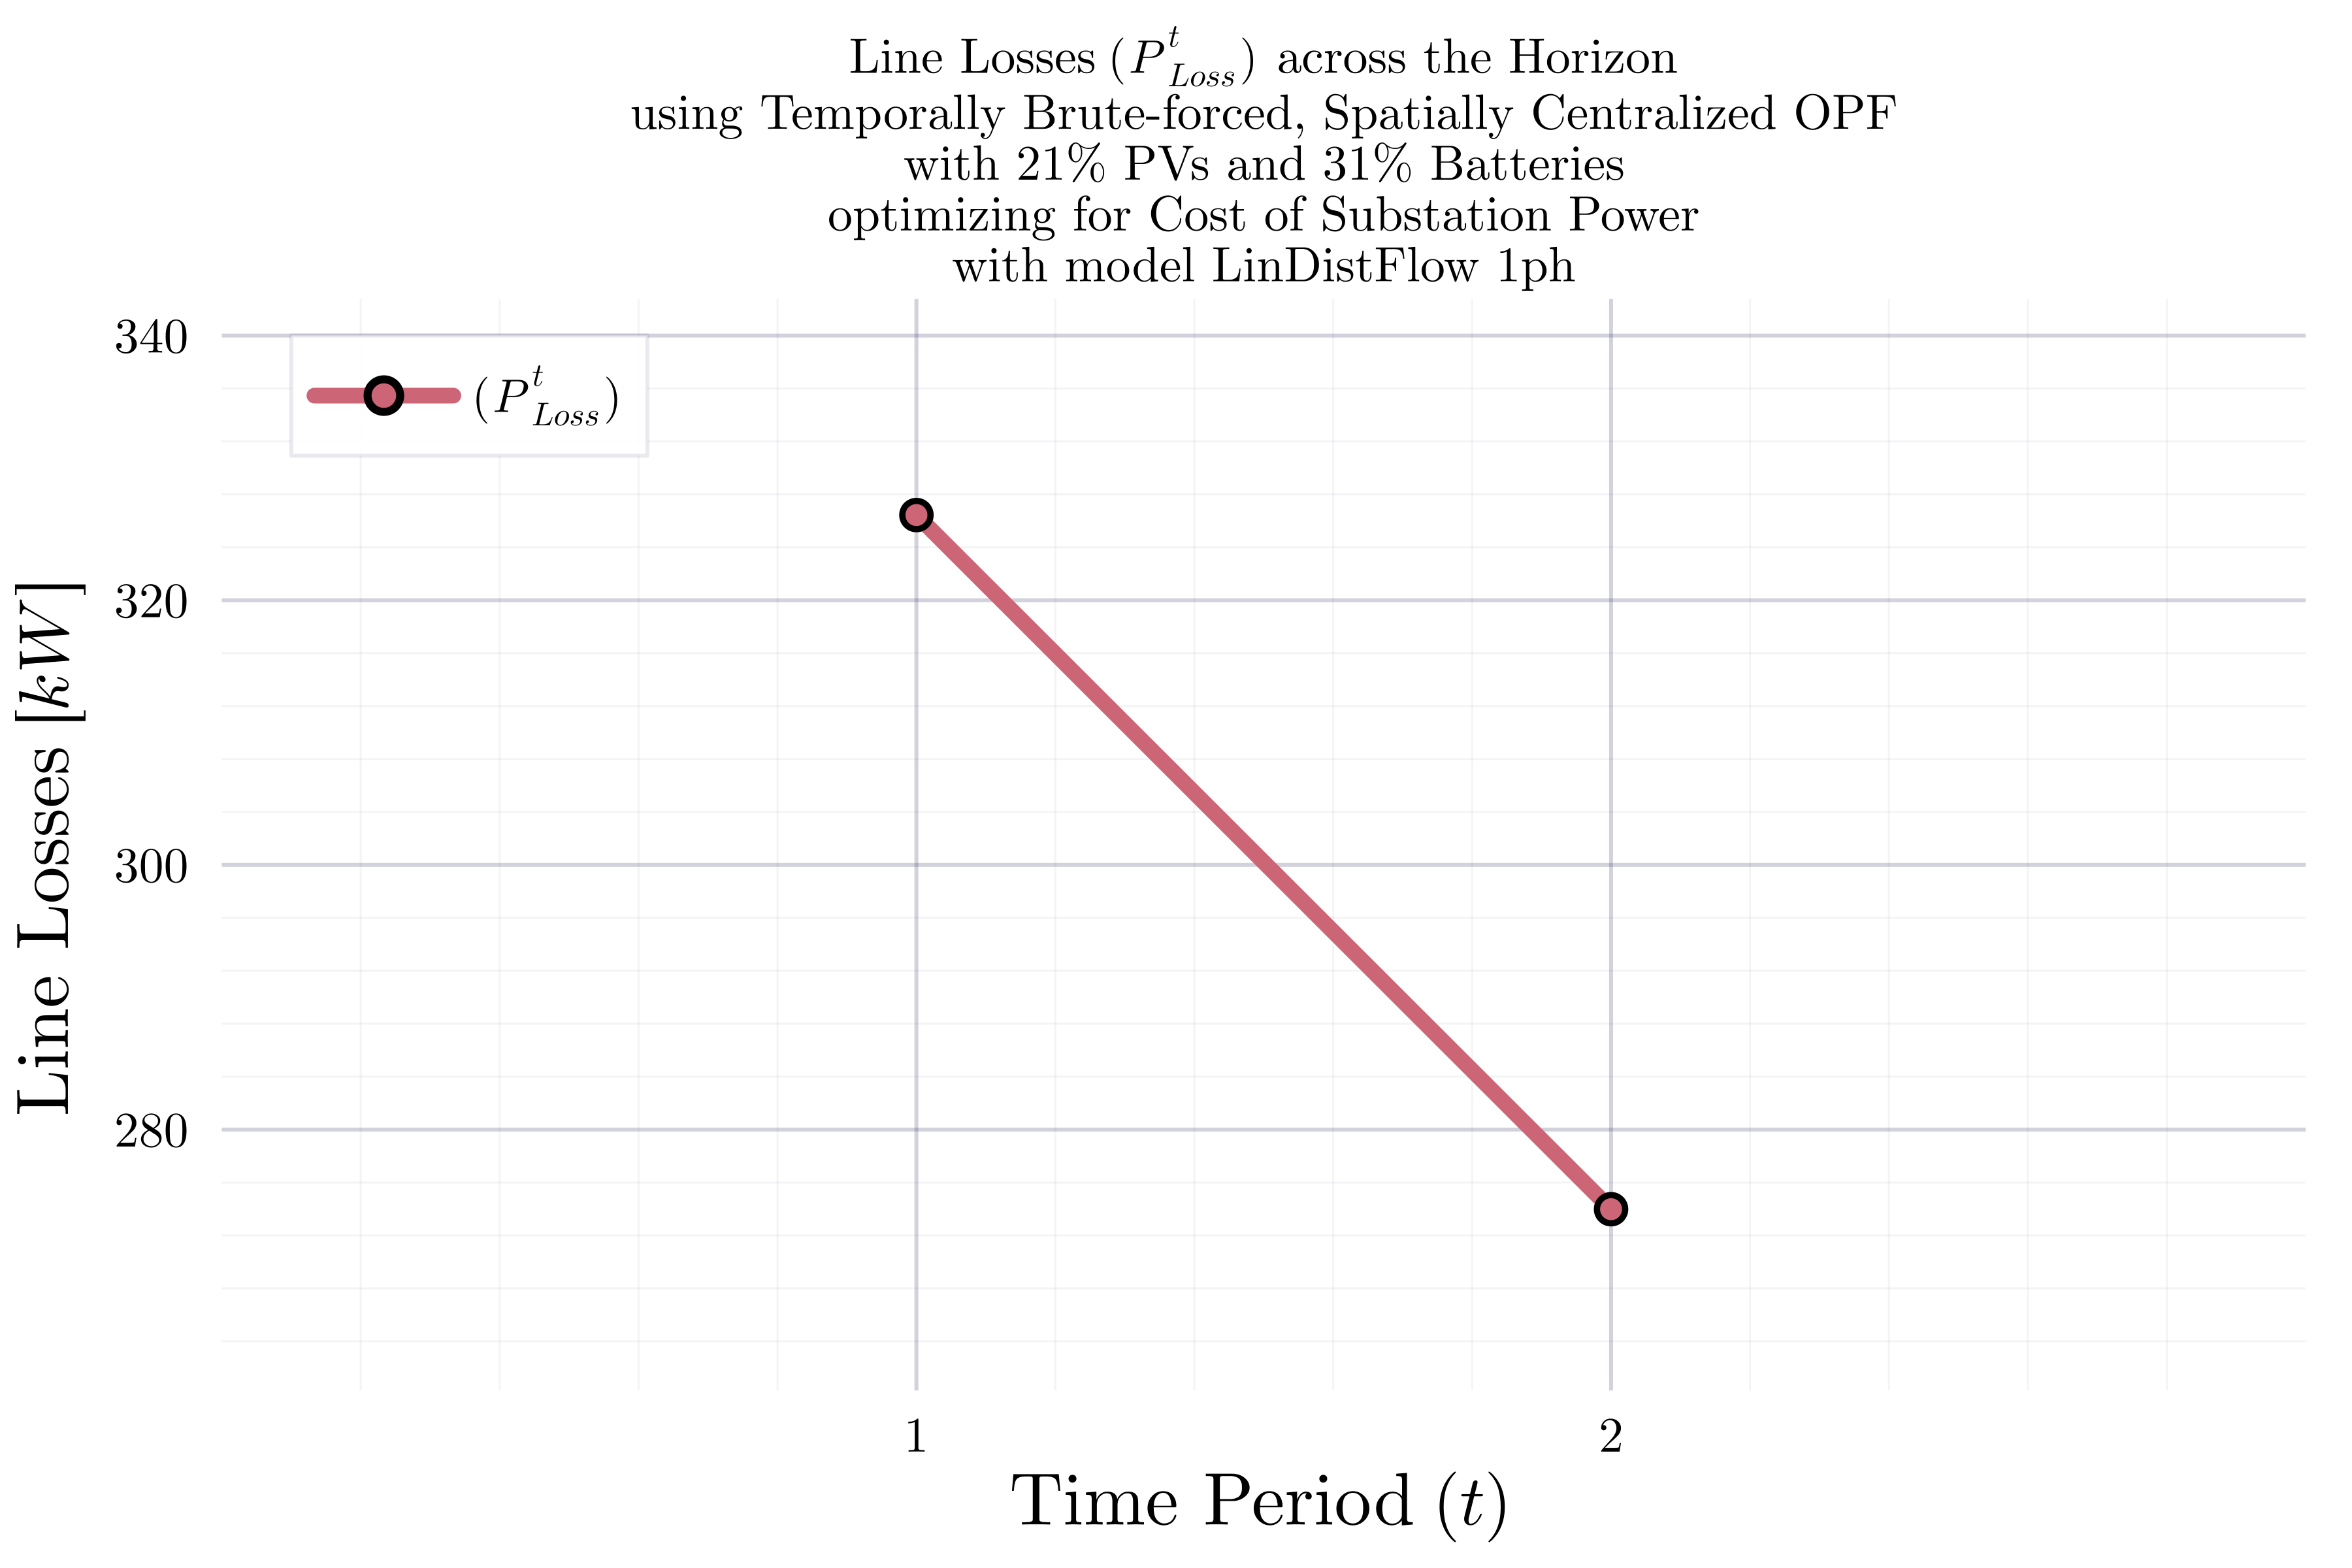 Line Losses (P^t_{Loss}) across the Horizon
using Temporally Brute-forced, Spatially Centralized OPF
with 21% PVs and 31% Batteries
optimizing for Cost of Substation Power
with model LinDistFlow 1ph
(P^t_{Loss})
Line Losses [kW]
340
320
300
280
1
2
Time Period (t)